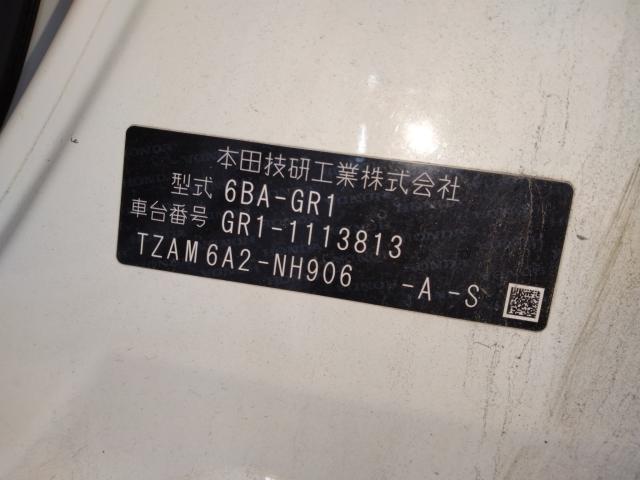 本田技研工業株式会社
型式 6BA-GR1
車台番号 GR1-1113813
TZAM6A2-NH906 -A-S